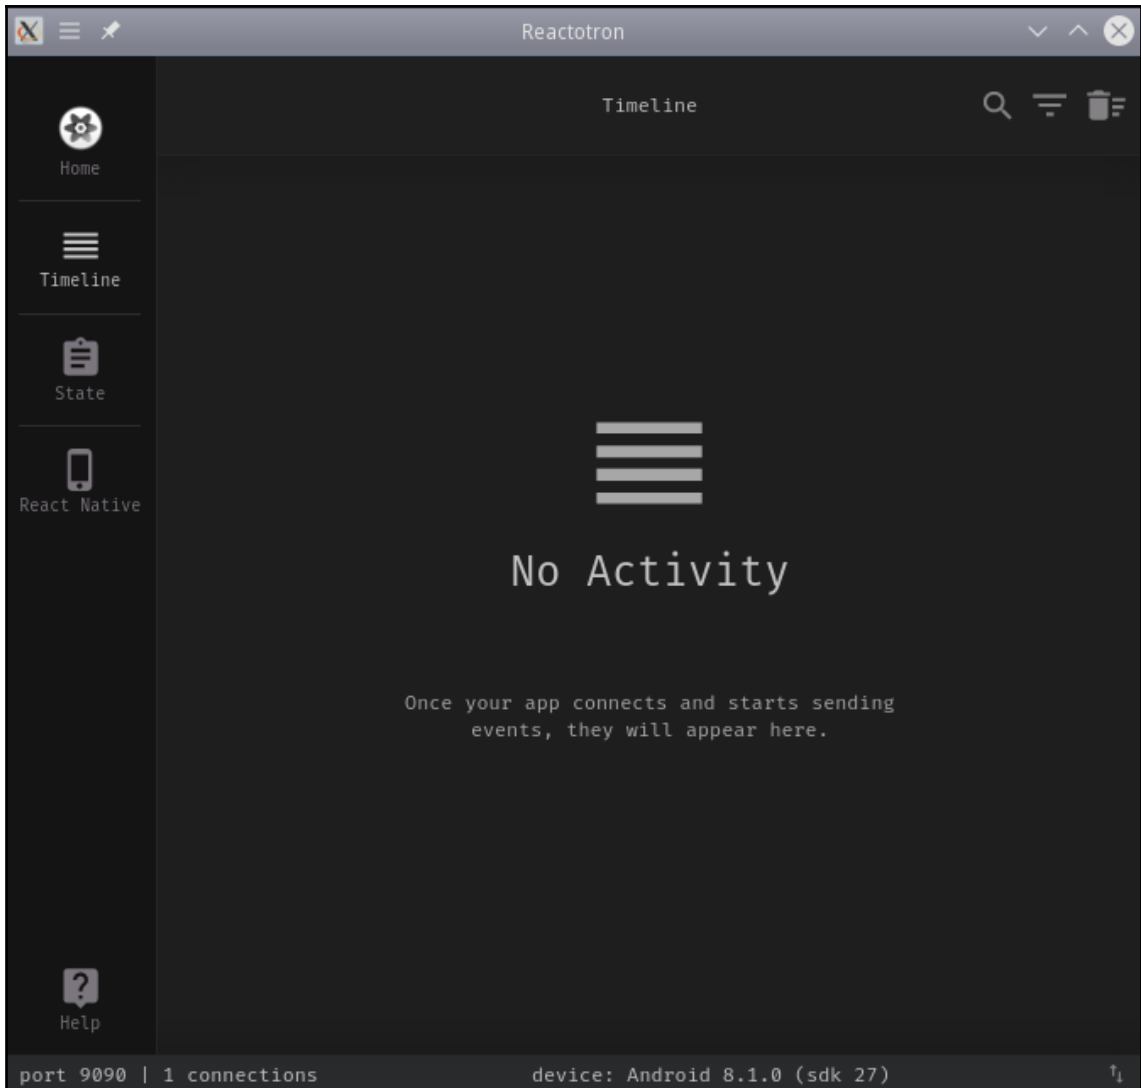 Reactotron
Timeline
Home
Timeline
State
React Native
No Activity
Once your app connects and starts sending
events, they will appear here.
Help
port 9090 | 1 connections
device: Android 8.1.0 (sdk 27)